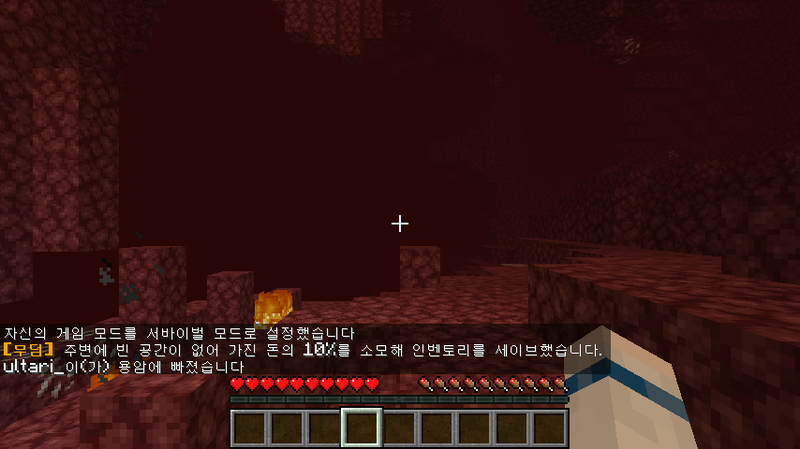 자신의 게임 모드를 서바이벌 모드로 설정했습니다
[무덤] 주변에 빈 공간이 없어 가진 돈의 10%를 소모해 인벤토리를 세이브했습니다.
ultari_이(가) 용암에 빠졌습니다